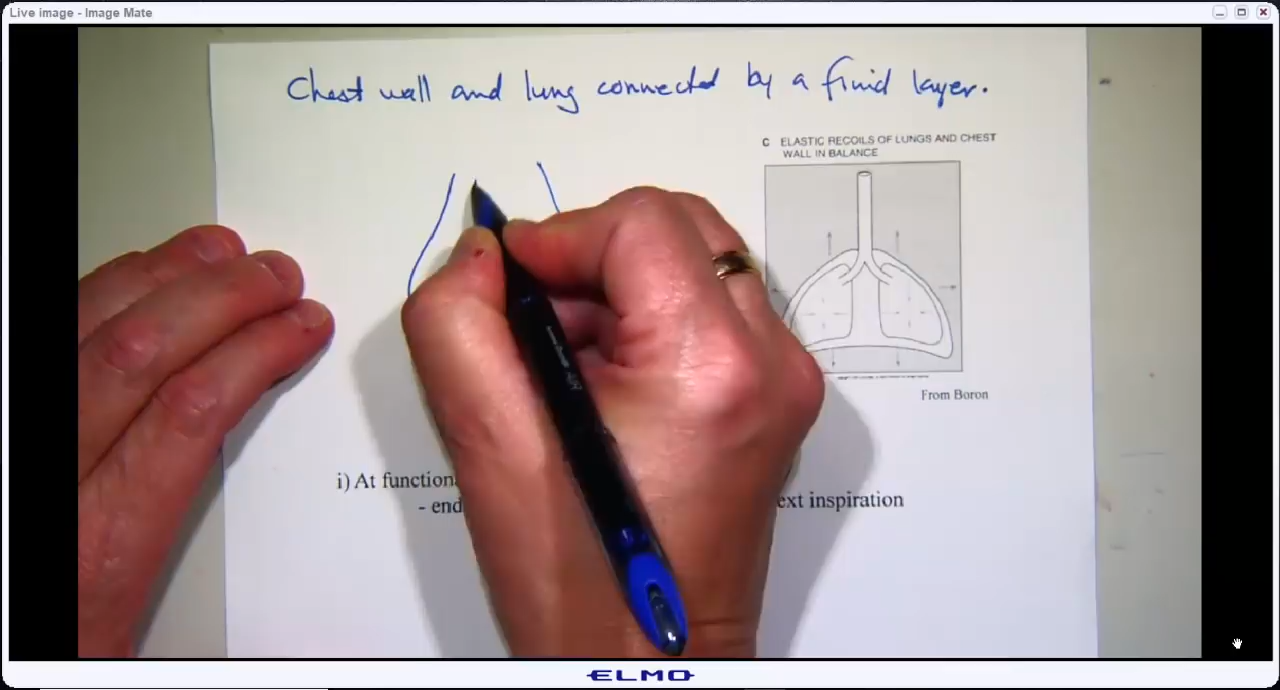 Live image - Image Mate
Chest wall and lung connected by a fluid layer.
C ELASTIC RECOILS OF LUNGS AND CHEST
WALL IN BALANCE
From Boron
i) At function
- end
ext inspiration
ELMO